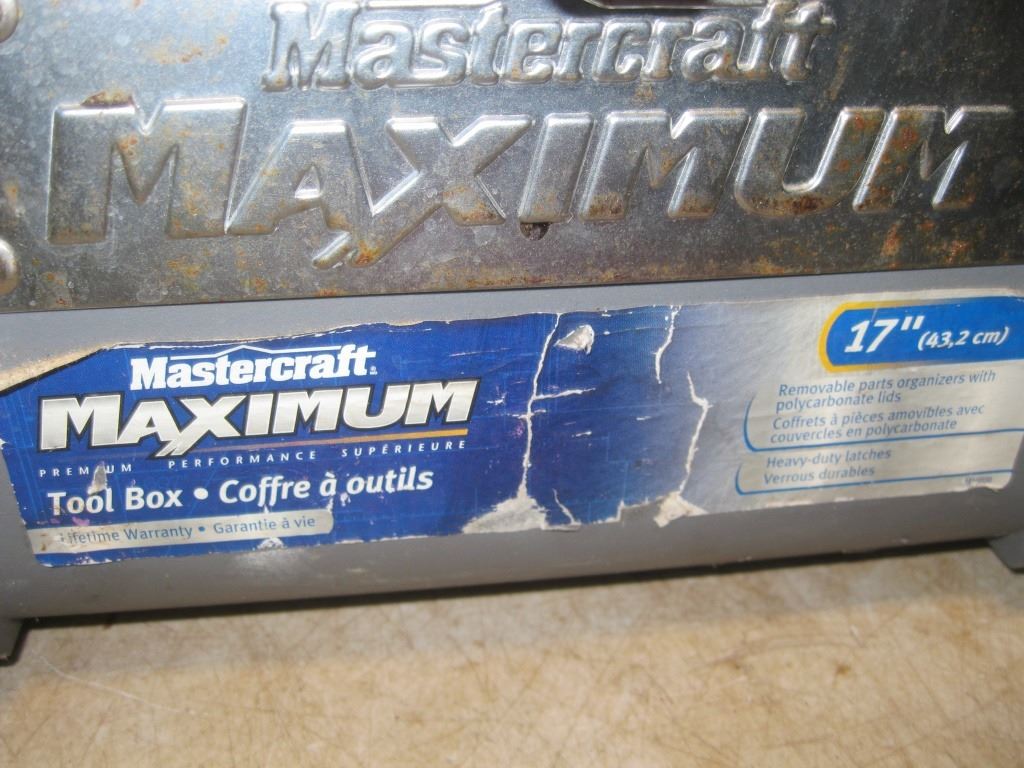 Mastercraft
MAXIMUM
Mastercraft
MAXIMUM
PREMIUM PERFORMANCE SUPÉRIEURE
Tool Box • Coffre à outils
Lifetime Warranty • Garantie à vie
17" (43,2 cm)
Removable parts organizers with
polycarbonate lids
Coffrets à pièces amovibles avec
couvercles en polycarbonate
Heavy-duty latches
Verrous durables